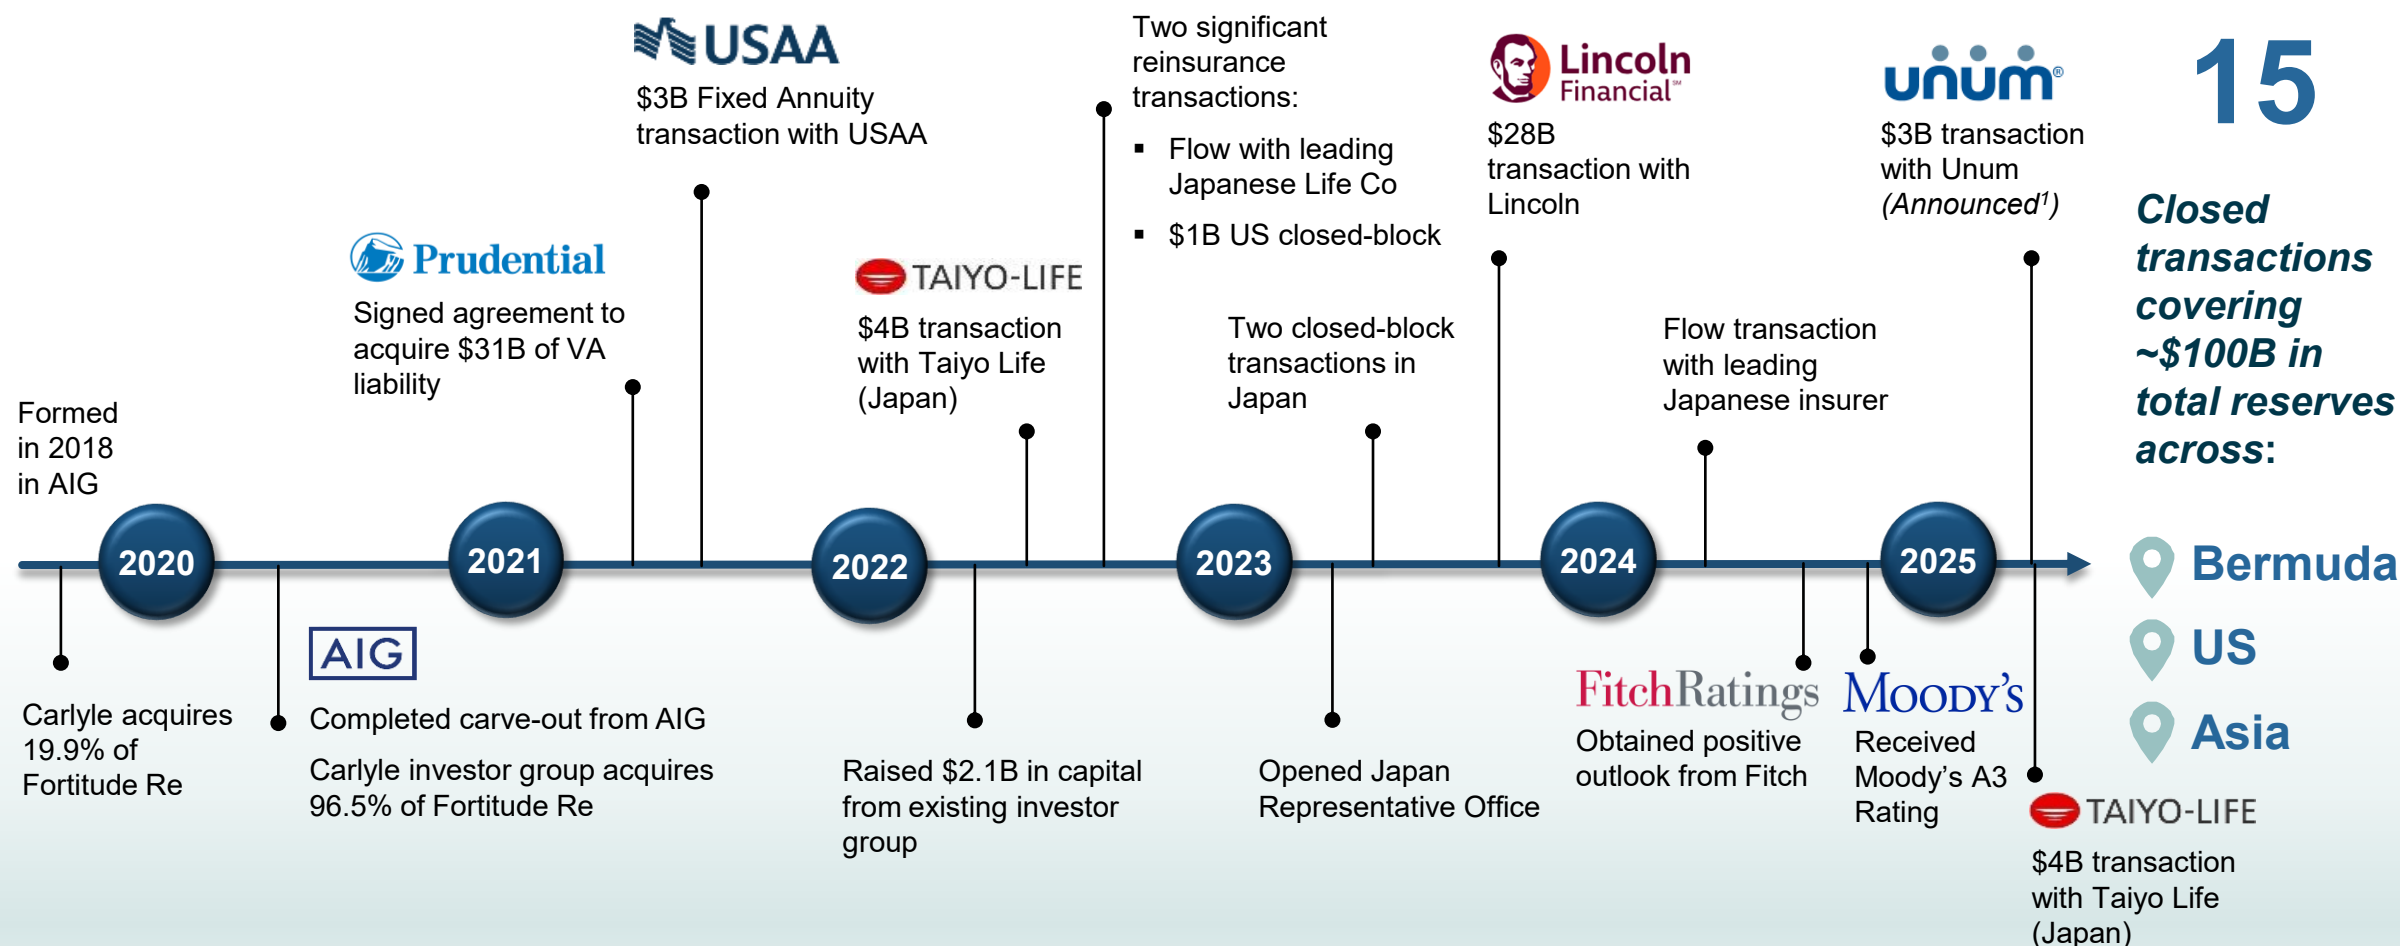 Formed
in 2018
in AIG
2020
Carlyle acquires
19.9% of
Fortitude Re
AIG
Completed carve-out from AIG
Carlyle investor group acquires
96.5% of Fortitude Re
2021
Prudential
Signed agreement to
acquire $31B of VA
liability
USAA
$3B Fixed Annuity
transaction with USAA
2022
Raised $2.1B in capital
from existing investor
group
TAIYO-LIFE
$4B transaction
with Taiyo Life
(Japan)
Two significant
reinsurance
transactions:
▪ Flow with leading
Japanese Life Co
▪ $1B US closed-block
2023
Opened Japan
Representative Office
Two closed-block
transactions in
Japan
Lincoln
Financial℠
$28B
transaction with
Lincoln
2024
Flow transaction
with leading
Japanese insurer
FitchRatings
Obtained positive
outlook from Fitch
MOODY'S
Received
Moody’s A3
Rating
2025
unum®
$3B transaction
with Unum
(Announced¹)
TAIYO-LIFE
$4B transaction
with Taiyo Life
(Japan)
15
Closed
transactions
covering
~$100B in
total reserves
across:
Bermuda
US
Asia